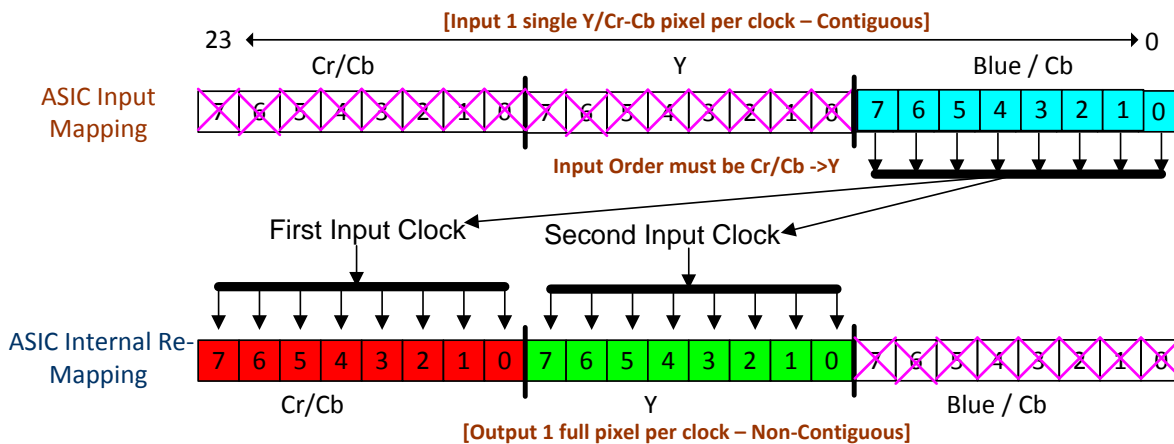 [Input 1 single Y/Cr-Cb pixel per clock – Contiguous]
23 0
Cr/Cb Y Blue / Cb
ASIC Input
Mapping
7 6 5 4 3 2 1 0 7 6 5 4 3 2 1 0 7 6 5 4 3 2 1 0
Input Order must be Cr/Cb ->Y
First Input Clock Second Input Clock
ASIC Internal Re-
Mapping
7 6 5 4 3 2 1 0 7 6 5 4 3 2 1 0 7 6 5 4 3 2 1 0
Cr/Cb Y Blue / Cb
[Output 1 full pixel per clock – Non-Contiguous]